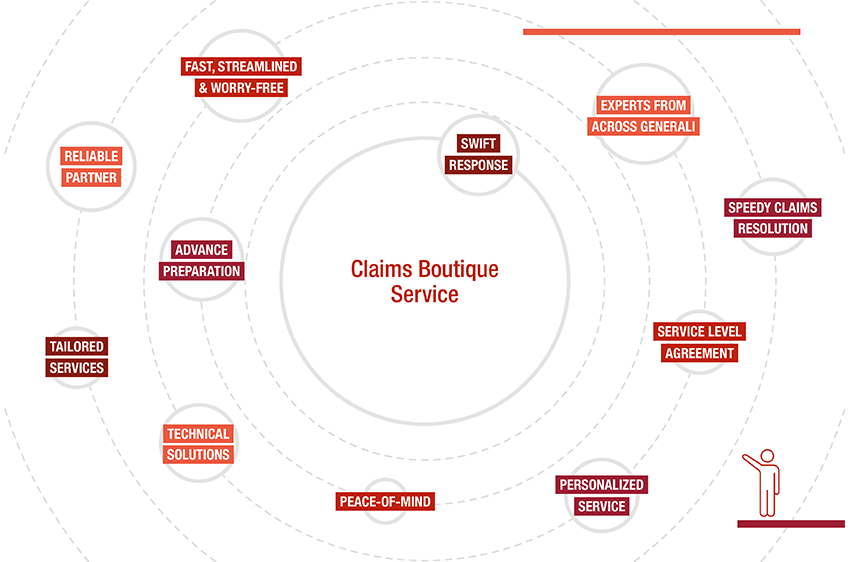 FAST, STREAMLINED
& WORRY-FREE
EXPERTS FROM
ACROSS GENERALI
SWIFT
RESPONSE
RELIABLE
PARTNER
SPEEDY CLAIMS
RESOLUTION
ADVANCE
PREPARATION
Claims Boutique
Service
SERVICE LEVEL
AGREEMENT
TAILORED
SERVICES
TECHNICAL
SOLUTIONS
PEACE-OF-MIND
PERSONALIZED
SERVICE